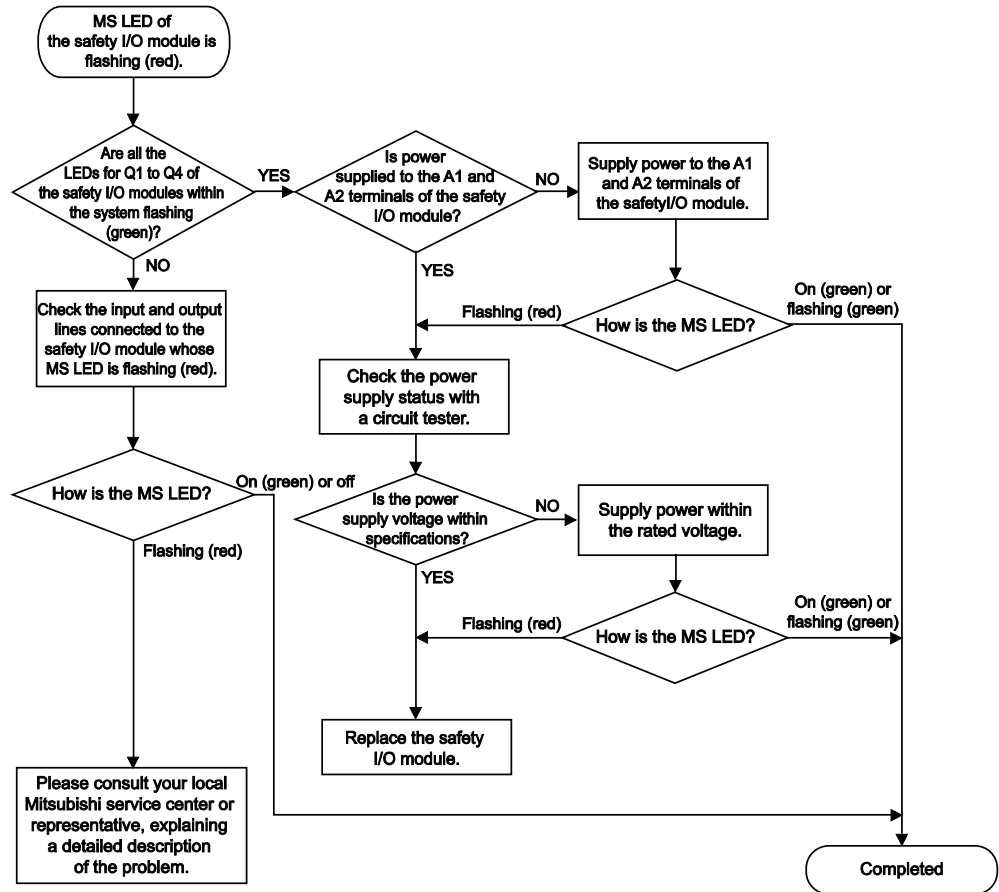 MS LED of
the safety I/O module is
flashing (red).
Are all the
LEDs for Q1 to Q4 of
the safety I/O modules within
the system flashing
(green)?
YES
NO
Is power
supplied to the A1 and
A2 terminals of the safety
I/O module?
NO
YES
Supply power to the A1
and A2 terminals of
the safetyI/O module.
Check the input and output
lines connected to the
safety I/O module whose
MS LED is flashing (red).
Flashing (red)
How is the MS LED?
On (green) or
flashing (green)
Check the power
supply status with
a circuit tester.
How is the MS LED?
On (green) or off
Flashing (red)
Is the power
supply voltage within
specifications?
NO
YES
Supply power within
the rated voltage.
Flashing (red)
How is the MS LED?
On (green) or
flashing (green)
Replace the safety
I/O module.
Please consult your local
Mitsubishi service center or
representative, explaining
a detailed description
of the problem.
Completed